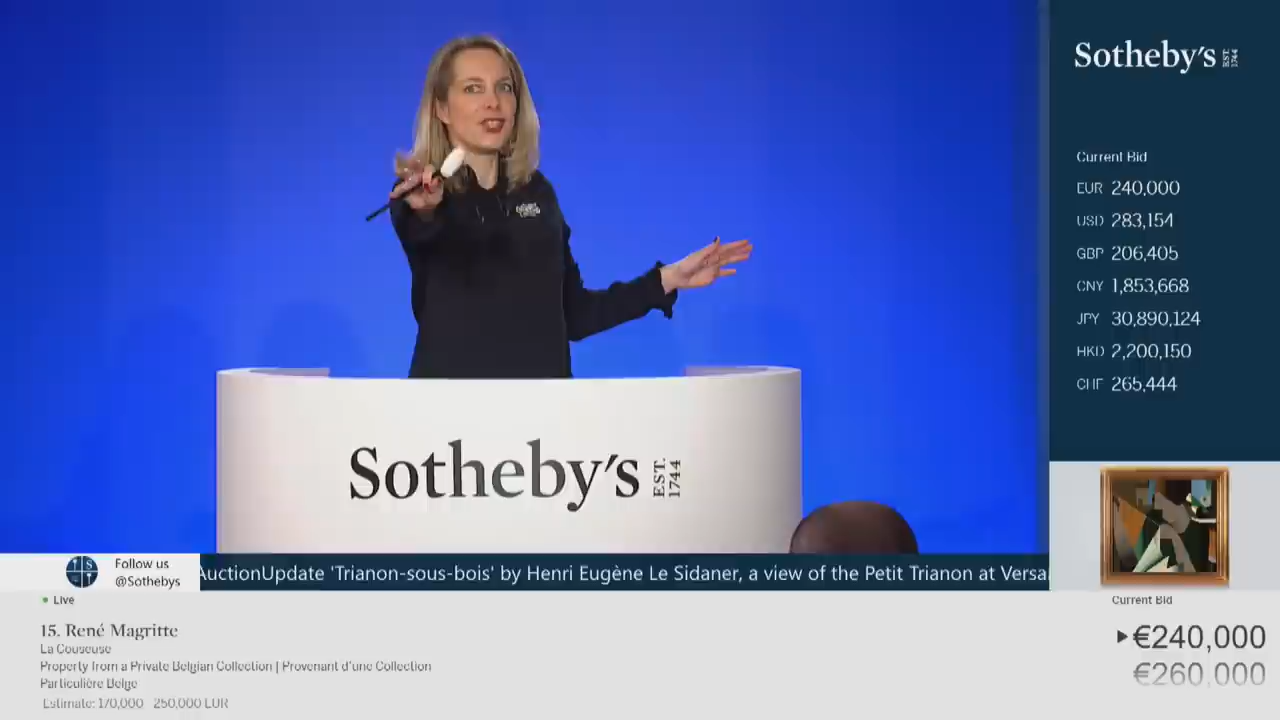 Sotheby's EST. 1744
Current Bid
EUR 240,000
USD 283,154
GBP 206,405
CNY 1,853,668
JPY 30,890,124
HKD 2,200,150
CHF 265,444
Sotheby's EST. 1744
Follow us
@Sothebys
AuctionUpdate 'Trianon-sous-bois' by Henri Eugène Le Sidaner, a view of the Petit Trianon at Versa
Live
15. René Magritte
La Couseuse
Property from a Private Belgian Collection | Provenant d'une Collection
Particulière Belge
Estimate: 170,000 250,000 EUR
Current Bid
€240,000
€260,000